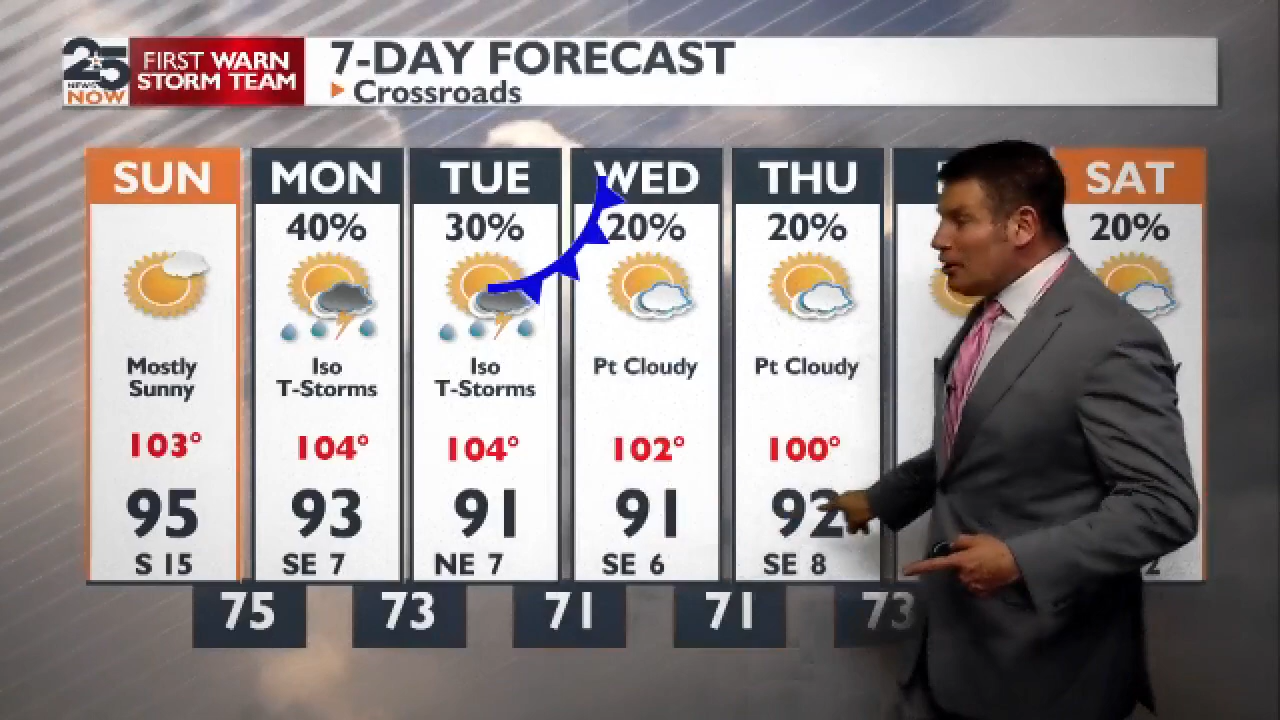 25
NEWS
NOW
FIRST WARN
STORM TEAM
7-DAY FORECAST
Crossroads
SUN MON TUE WED THU SAT
40% 30% 20% 20% 20%
Mostly
Sunny
Iso
T-Storms
Iso
T-Storms
Pt Cloudy
Pt Cloudy
103° 104° 104° 102° 100°
95 93 91 91 92
S 15 SE 7 NE 7 SE 6 SE 8
75 73 71 71 73